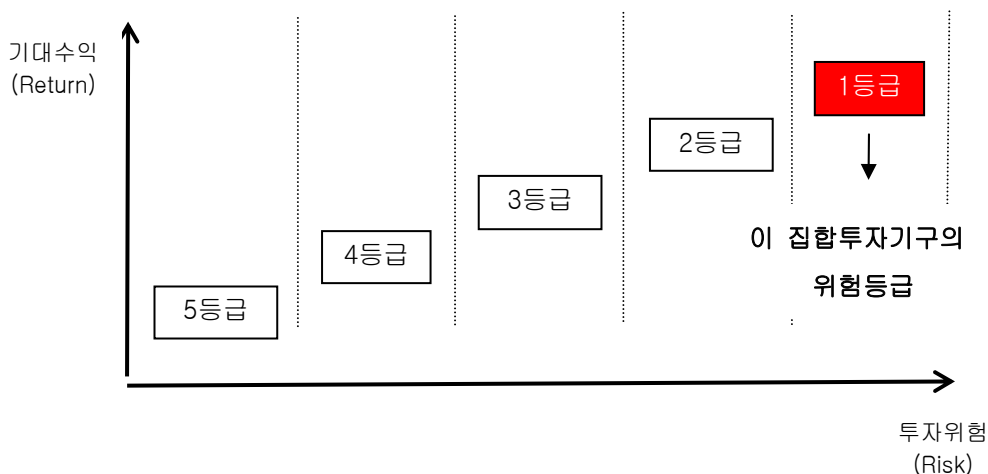 기대수익
(Return)
1등급
2등급
3등급
4등급
5등급
이 집합투자기구의
위험등급
투자위험
(Risk)